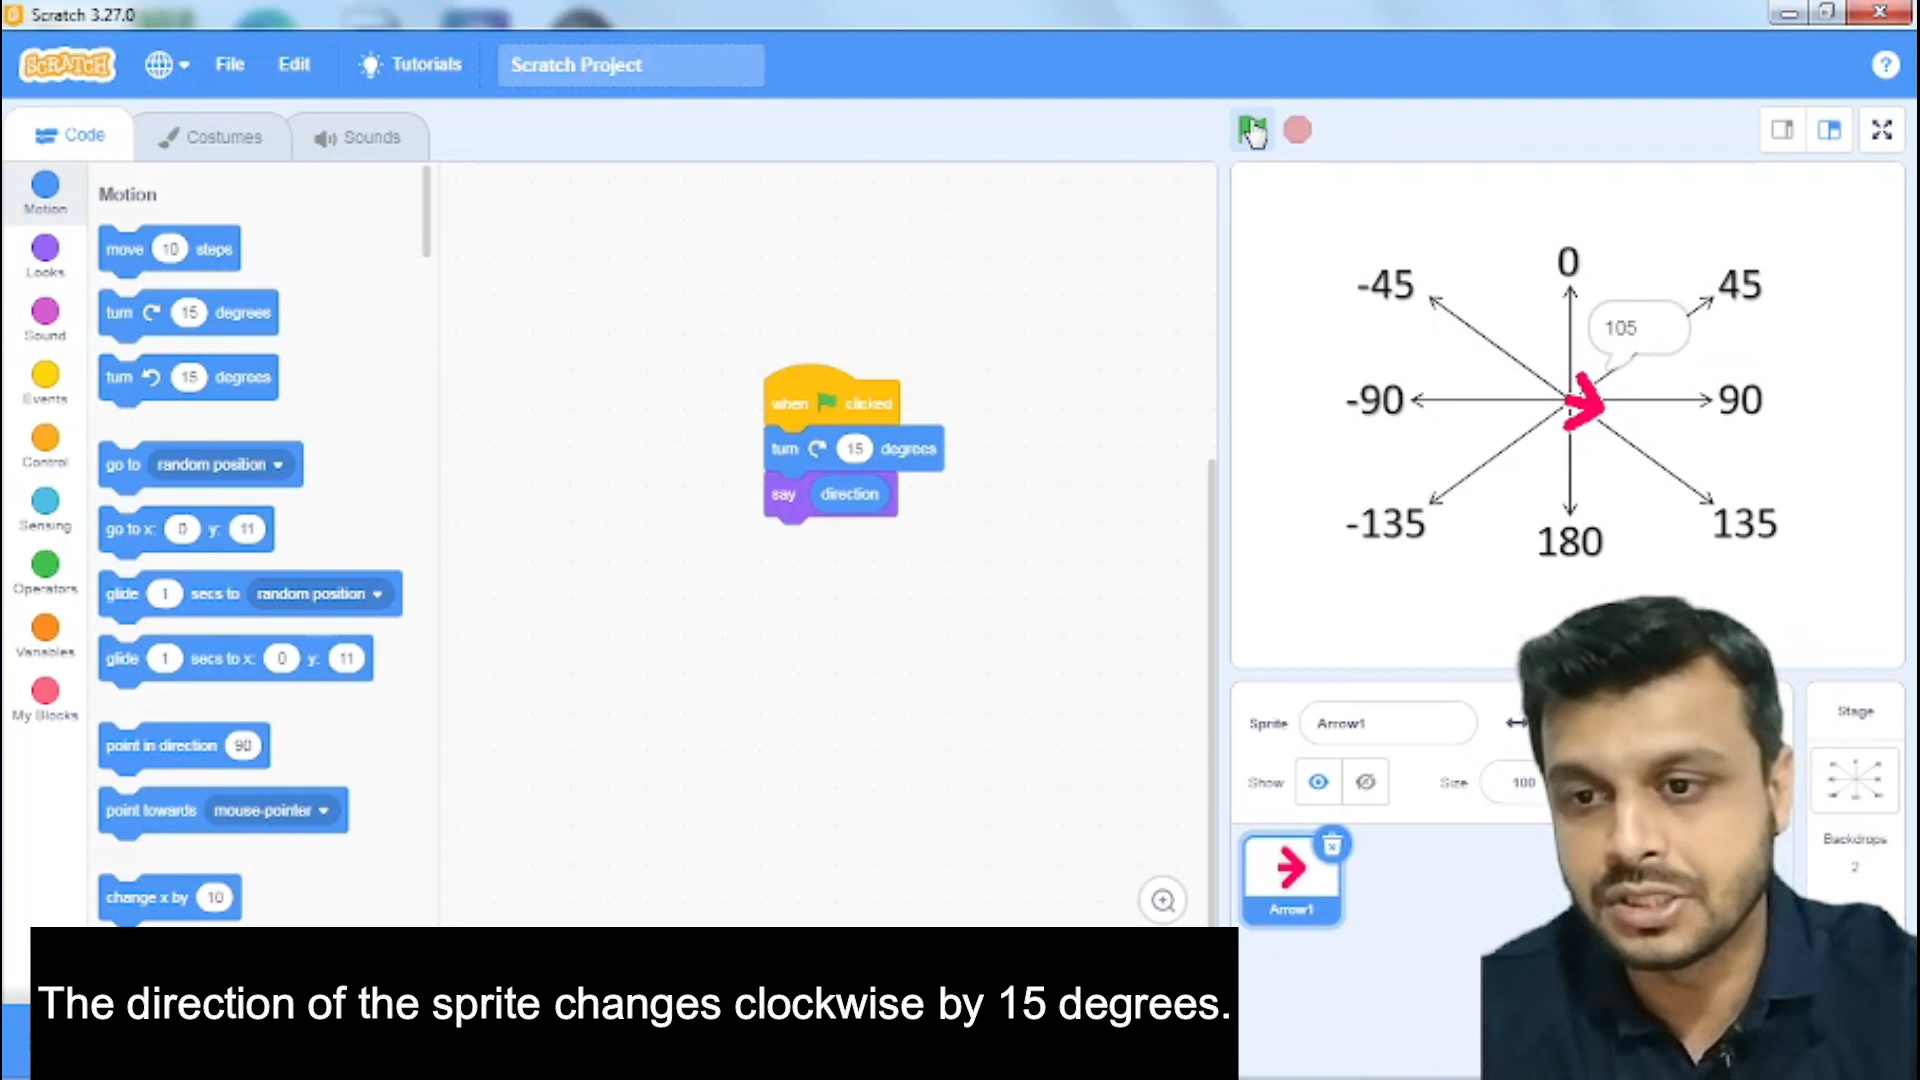 Scratch 3.27.0
SCRATCH File Edit Tutorials Scratch Project ?
Code Costumes Sounds
Motion
Looks
Sound
Events
Control
Sensing
Operators
Variables
My Blocks
Motion
move 10 steps
turn 15 degrees
turn 15 degrees
go to random position
go to x: 0 y: 11
glide 1 secs to random position
glide 1 secs to x: 0 y: 11
point in direction 90
point towards mouse-pointer
change x by 10
when clicked
turn 15 degrees
say direction
0
-45 45
105
-90 90
-135 135
180
Sprite Arrow1
Show Size 100
Arrow1
Stage
Backdrops
2
The direction of the sprite changes clockwise by 15 degrees.